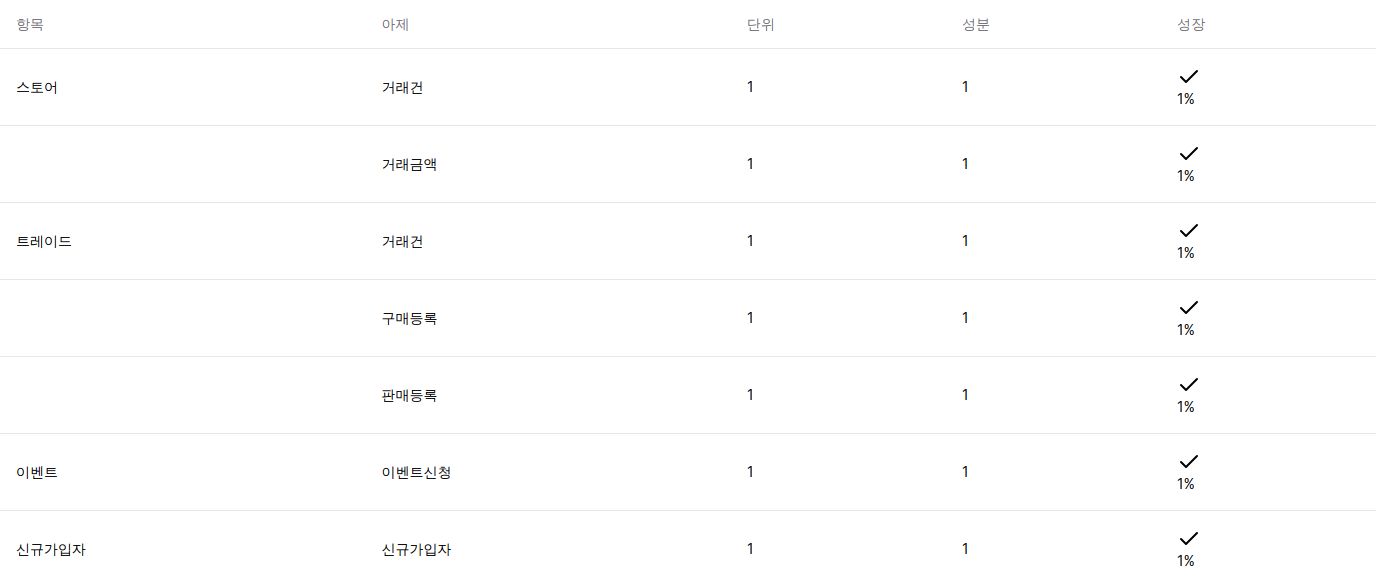 항목 아제 단위 성분 성장
스토어 거래건 1 1 1%
거래금액 1 1 1%
트레이드 거래건 1 1 1%
구매등록 1 1 1%
판매등록 1 1 1%
이벤트 이벤트신청 1 1 1%
신규가입자 신규가입자 1 1 1%